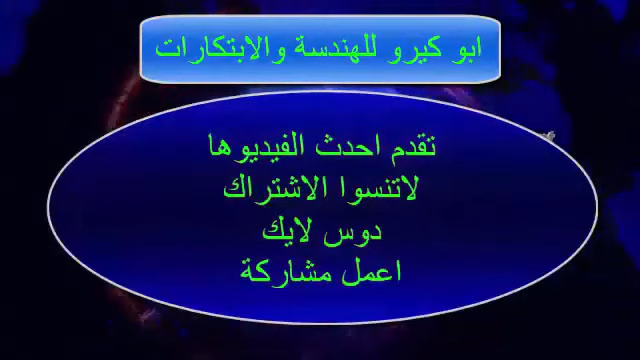 ابو كيرو للهندسة والابتكارات
تقدم احدث الفيديوها
لاتنسوا الاشتراك
دوس لايك
اعمل مشاركة